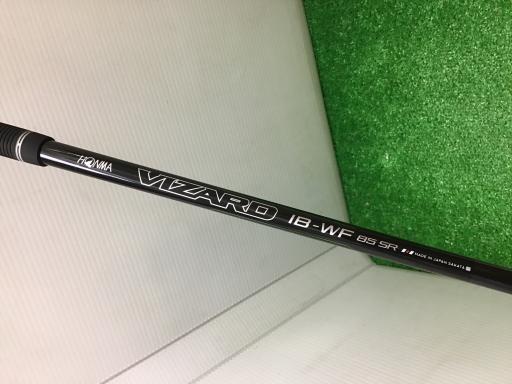 HONMA VIZARD IB-WF 85 SR MADE IN JAPAN SAKATA